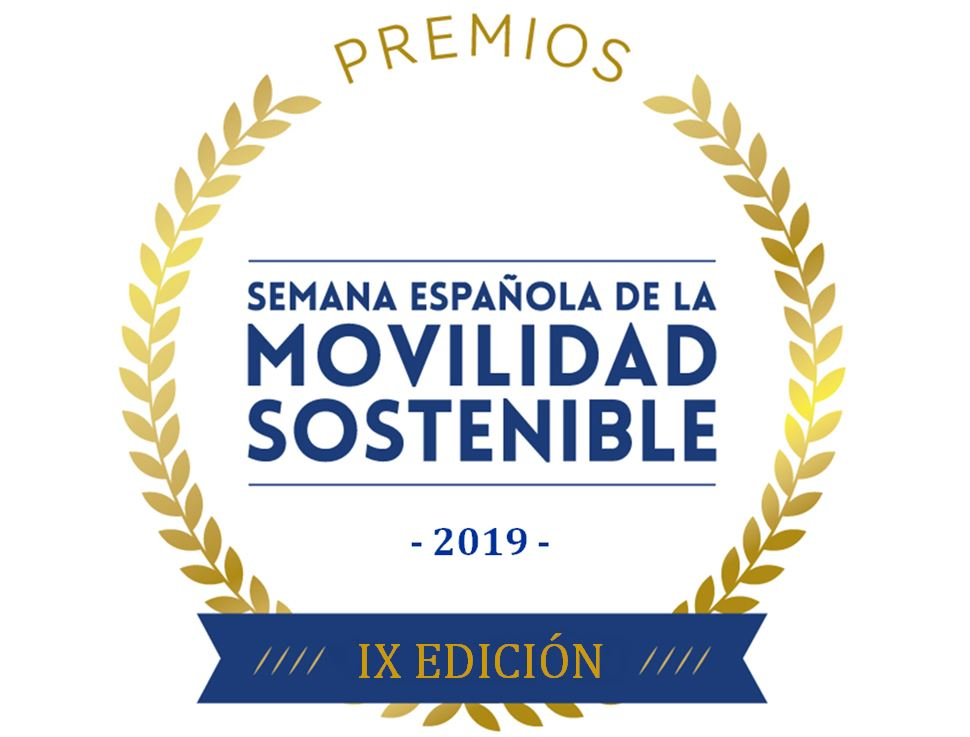 PREMIOS
SEMANA ESPAÑOLA DE LA
MOVILIDAD
SOSTENIBLE
- 2019 -
//// IX EDICIÓN ////